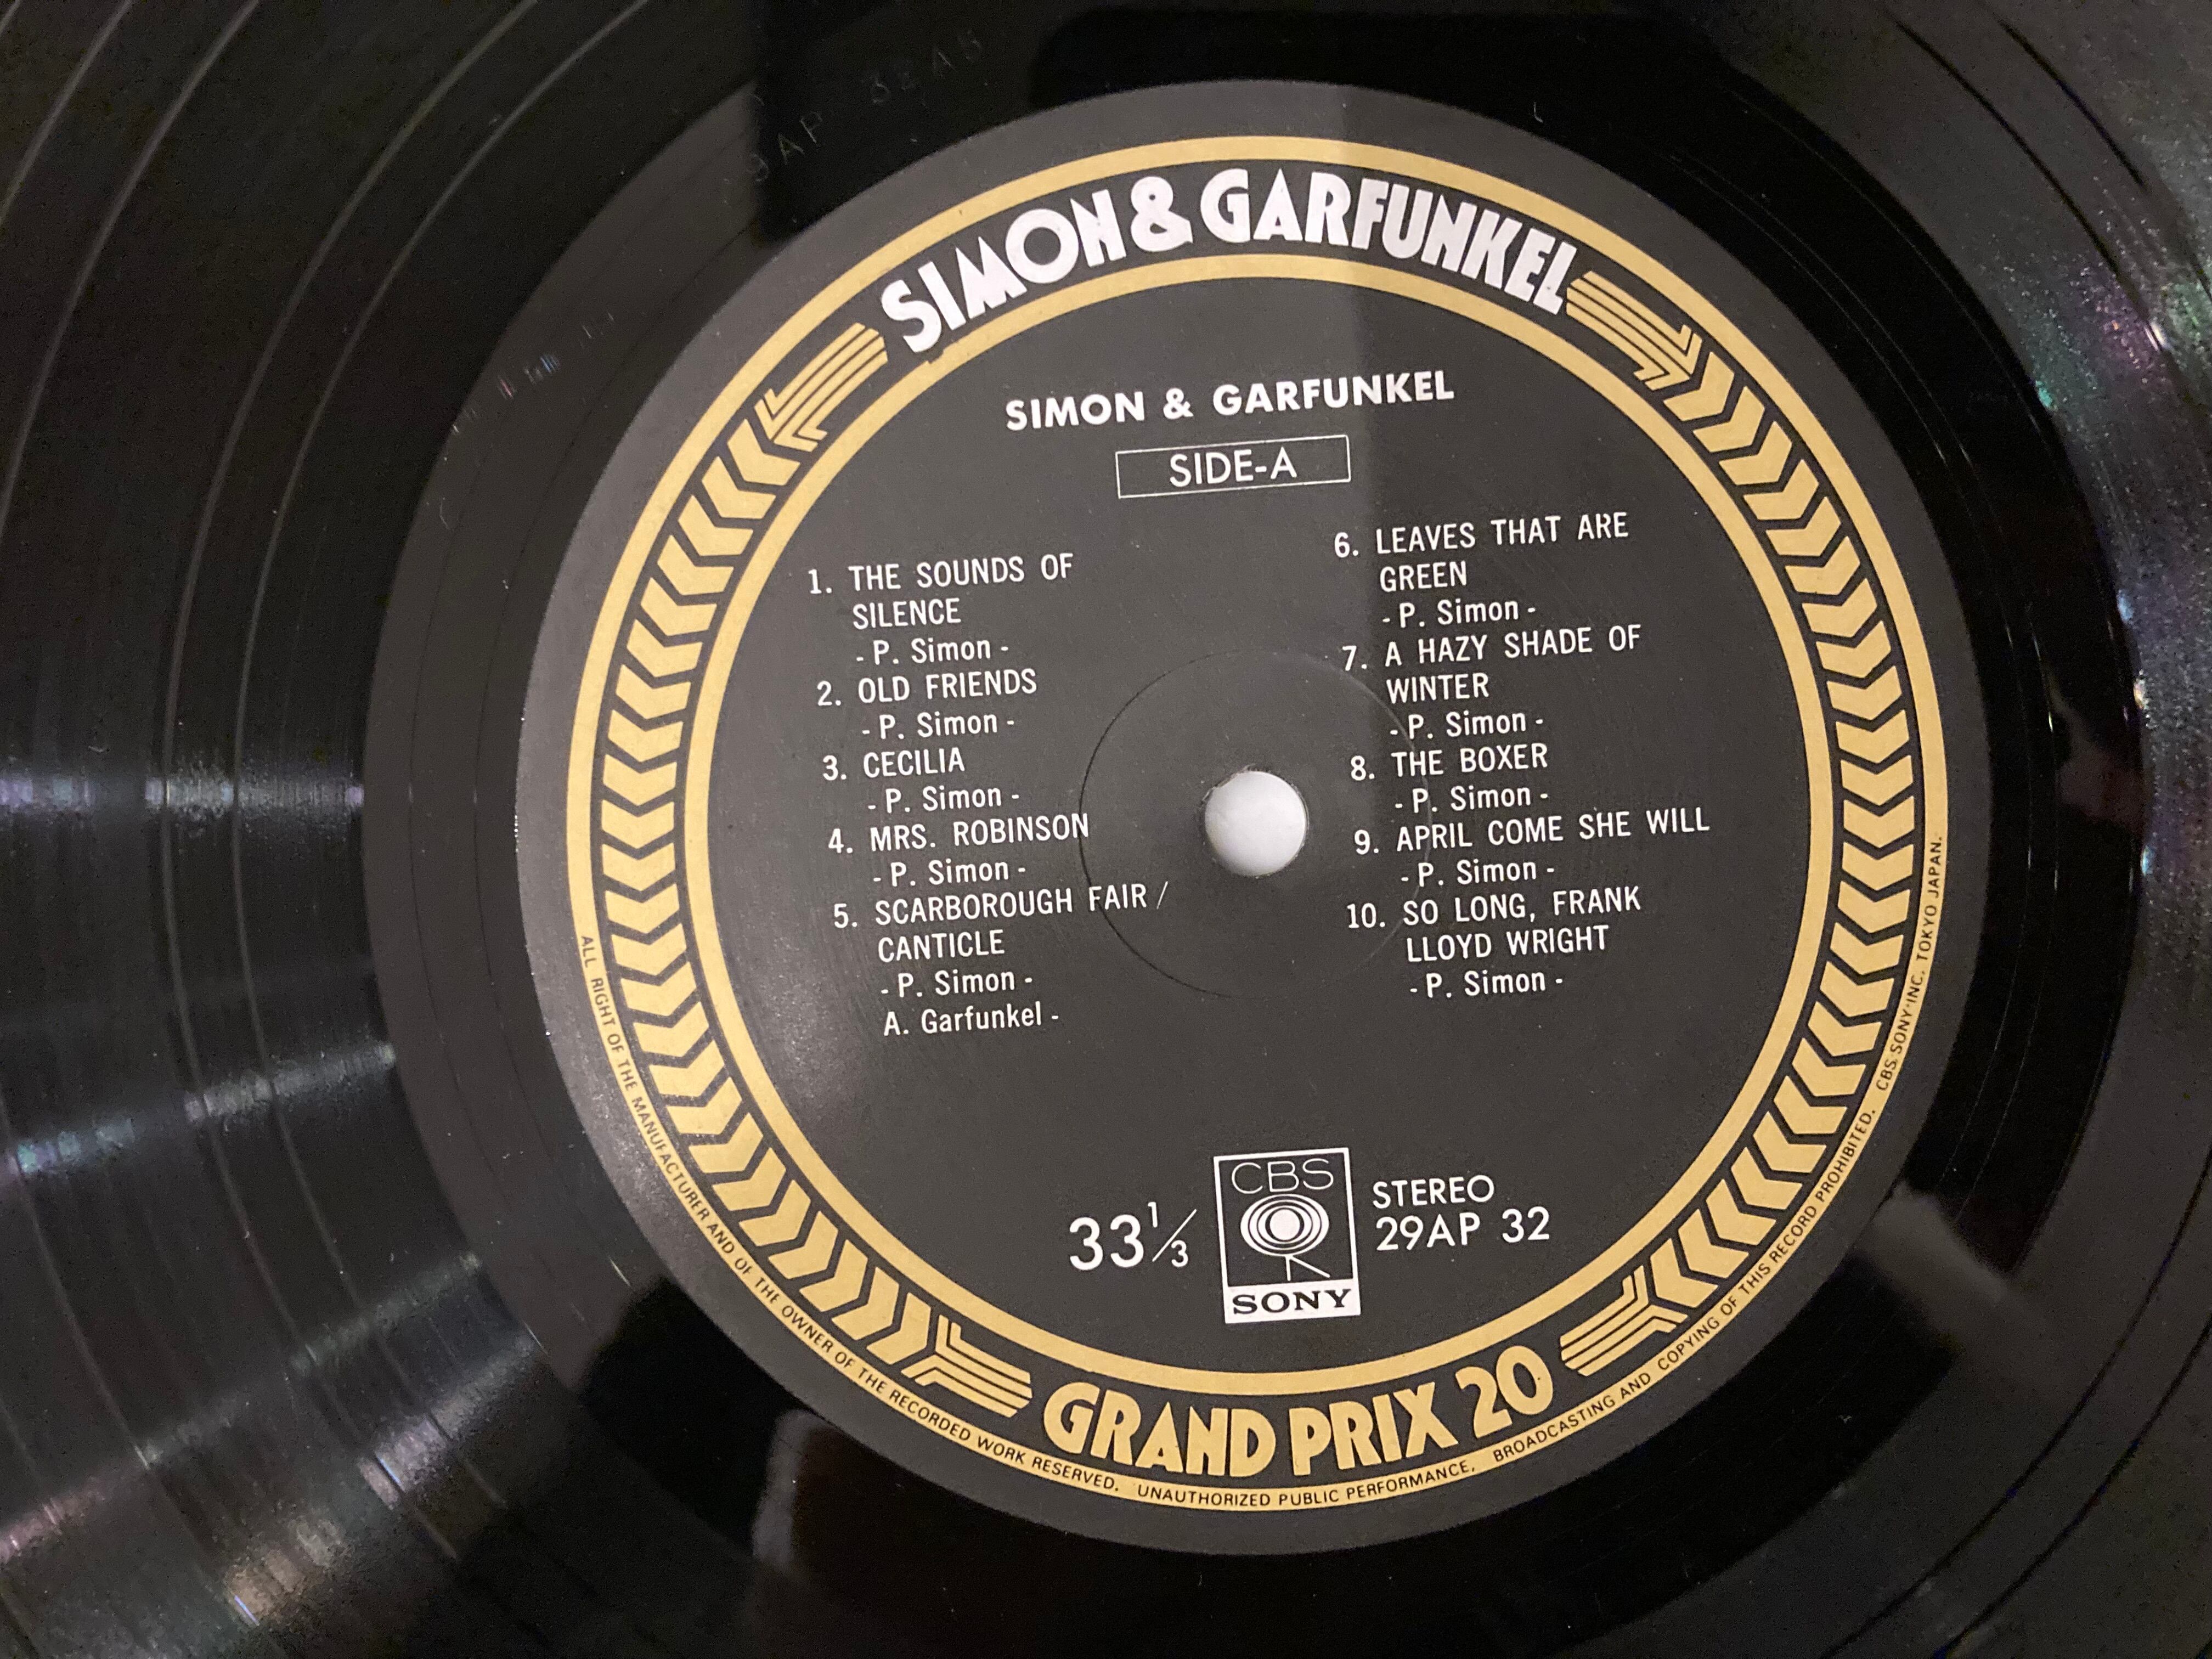 SIMON & GARFUNKEL
SIMON & GARFUNKEL
SIDE-A
1. THE SOUNDS OF
SILENCE
- P. Simon -
2. OLD FRIENDS
- P. Simon -
3. CECILIA
- P. Simon -
4. MRS. ROBINSON
- P. Simon -
5. SCARBOROUGH FAIR /
CANTICLE
- P. Simon -
A. Garfunkel -
6. LEAVES THAT ARE
GREEN
- P. Simon -
7. A HAZY SHADE OF
WINTER
- P. Simon -
8. THE BOXER
- P. Simon -
9. APRIL COME SHE WILL
- P. Simon -
10. SO LONG, FRANK
LLOYD WRIGHT
- P. Simon -
33 1/3
CBS
SONY
STEREO
29AP 32
GRAND PRIX 20
ALL RIGHT OF THE MANUFACTURER AND OF THE OWNER OF THE RECORDED WORK RESERVED. UNAUTHORIZED PUBLIC PERFORMANCE, BROADCASTING AND COPYING OF THIS RECORD PROHIBITED. CBS SONY INC. TOKYO JAPAN.